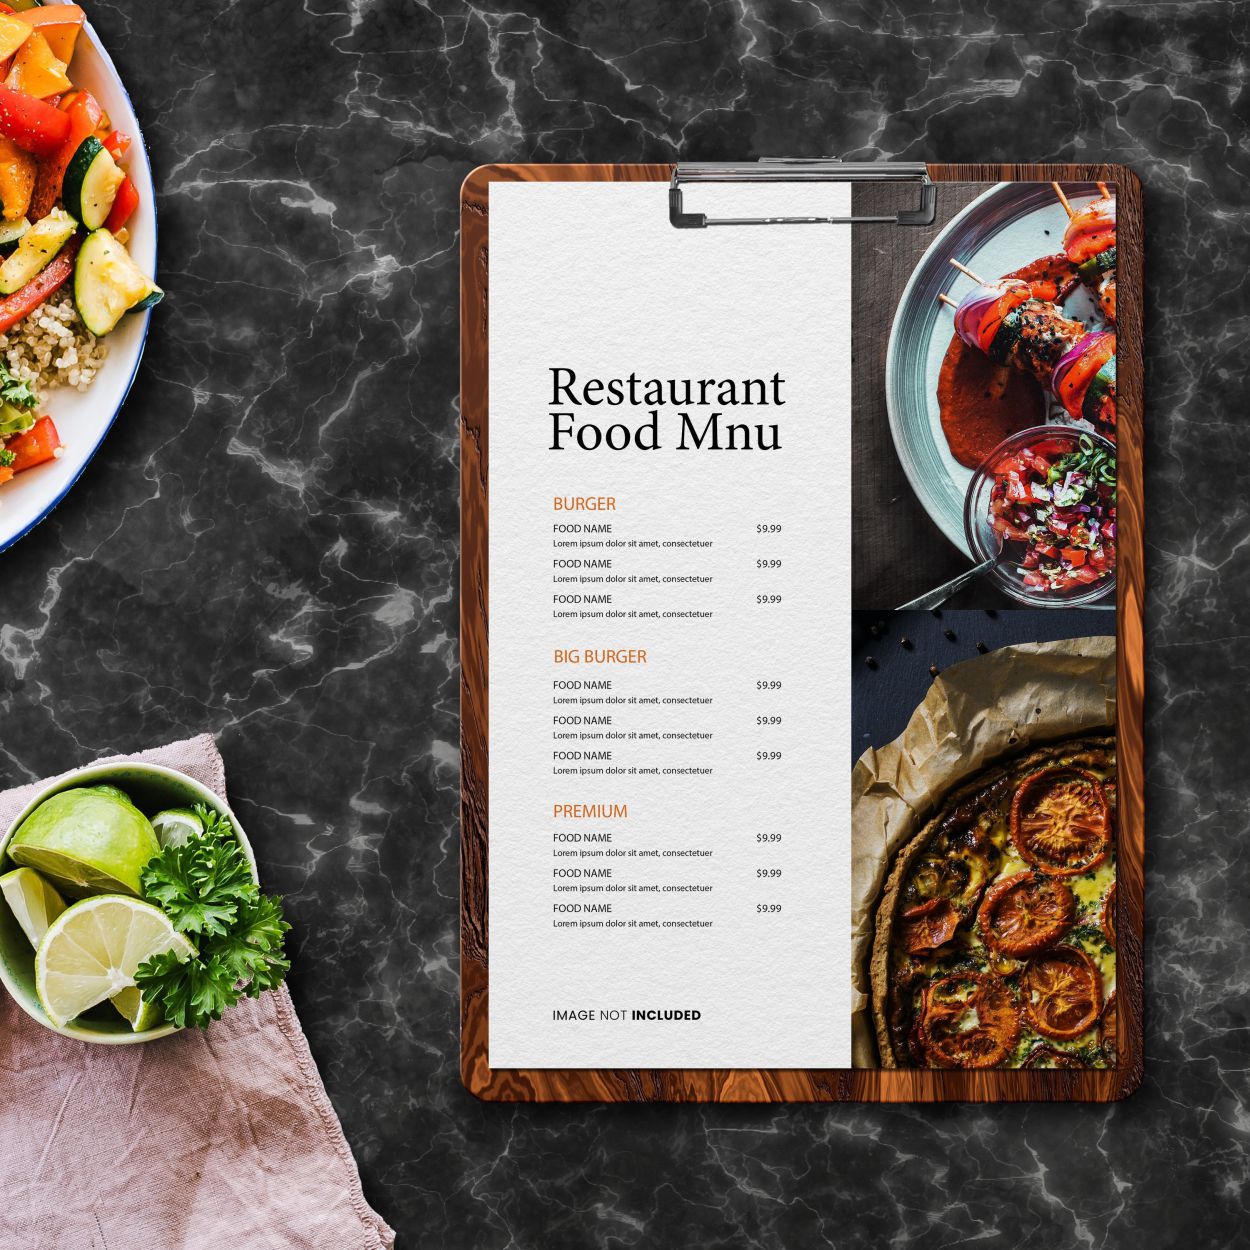 Restaurant
Food Mnu
BURGER
FOOD NAME $9.99
Lorem ipsum dolor sit amet, consectetuer
FOOD NAME $9.99
Lorem ipsum dolor sit amet, consectetuer
FOOD NAME $9.99
Lorem ipsum dolor sit amet, consectetuer
BIG BURGER
FOOD NAME $9.99
Lorem ipsum dolor sit amet, consectetuer
FOOD NAME $9.99
Lorem ipsum dolor sit amet, consectetuer
FOOD NAME $9.99
Lorem ipsum dolor sit amet, consectetuer
PREMIUM
FOOD NAME $9.99
Lorem ipsum dolor sit amet, consectetuer
FOOD NAME $9.99
Lorem ipsum dolor sit amet, consectetuer
FOOD NAME $9.99
Lorem ipsum dolor sit amet, consectetuer
IMAGE NOT INCLUDED